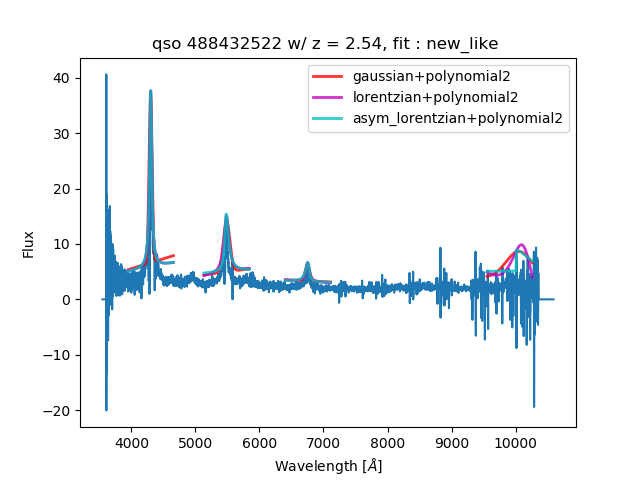 qso 488432522 w/ z = 2.54, fit : new_like
gaussian+polynomial2
lorentzian+polynomial2
asym_lorentzian+polynomial2
40
30
20
10
0
−10
−20
Flux
4000 5000 6000 7000 8000 9000 10000
Wavelength [Å]